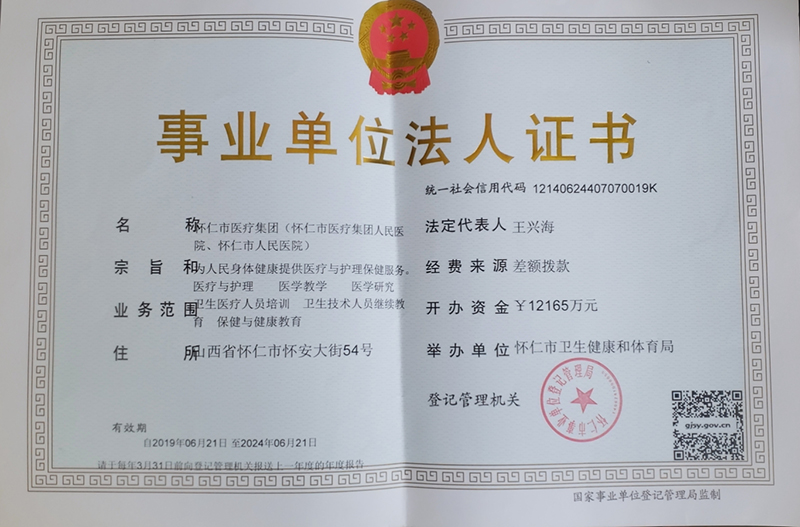 事业单位法人证书
统一社会信用代码 12140624407070019K
名称 怀仁市医疗集团（怀仁市医疗集团人民医
院、怀仁市人民医院）
宗旨和 为人民身体健康提供医疗与护理保健服务。
医疗与护理 医学教学 医学研究
业务范围 卫生医疗人员培训 卫生技术人员继续教
育 保健与健康教育
住所 山西省怀仁市怀安大街54号
法定代表人 王兴海
经费来源 差额拨款
开办资金 ￥12165万元
举办单位 怀仁市卫生健康和体育局
登记管理机关
怀仁市事业单位登记管理局
gjsy.gov.cn
有效期
自2019年06月21日 至2024年06月21日
请于每年3月31日前向登记管理机关报送上一年度的年度报告
国家事业单位登记管理局监制